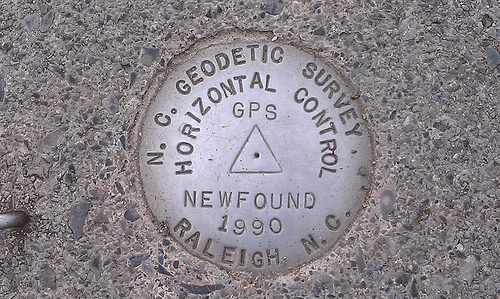 N. C. GEODETIC SURVEY
HORIZONTAL CONTROL
GPS
NEWFOUND
1990
RALEIGH, N. C.